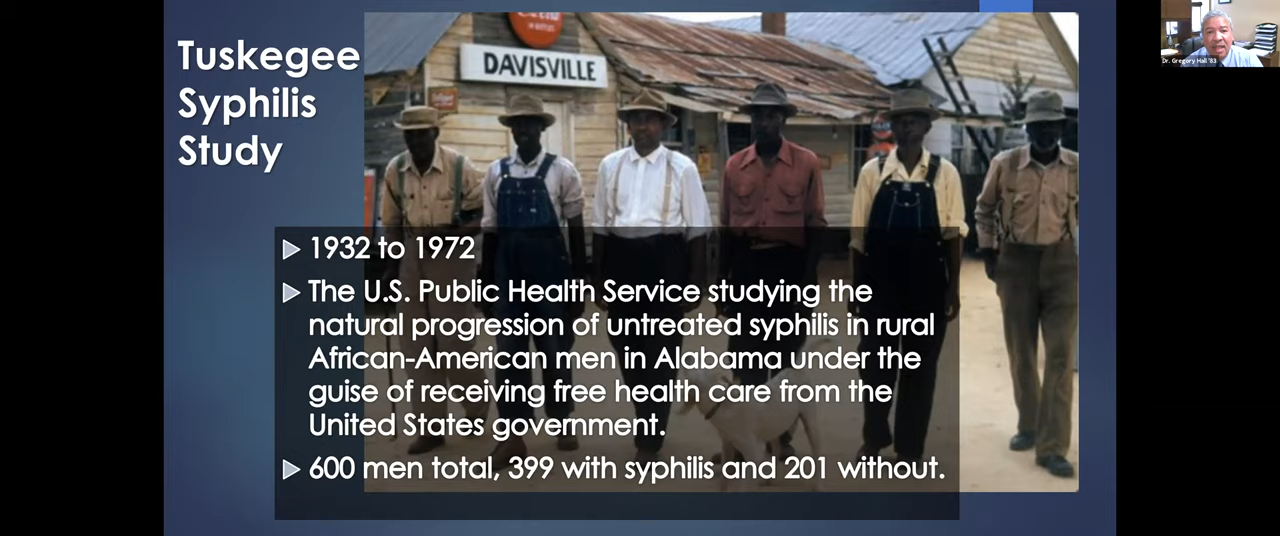 Tuskegee
Syphilis
Study
DAVISVILLE
1932 to 1972
The U.S. Public Health Service studying the
natural progression of untreated syphilis in rural
African-American men in Alabama under the
guise of receiving free health care from the
United States government.
600 men total, 399 with syphilis and 201 without.
Dr. Gregory Hall '83